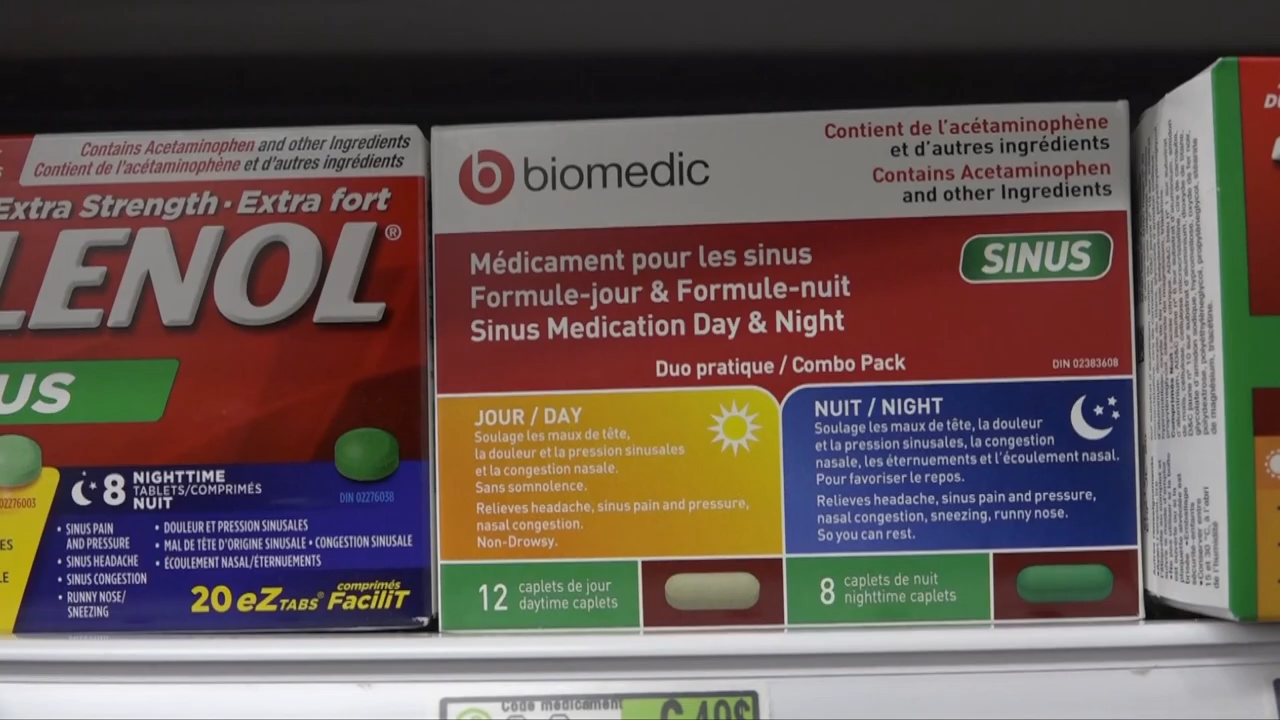 Contains Acetaminophen and other Ingredients
Contient de l'acétaminophène et d'autres ingrédients
Extra Strength · Extra fort
LENOL®
US
8
NIGHTTIME
TABLETS/COMPRIMÉS
NUIT
DIN 02276038
02276003
• SINUS PAIN
AND PRESSURE
• SINUS HEADACHE
• SINUS CONGESTION
• RUNNY NOSE/
SNEEZING
• DOULEUR ET PRESSION SINUSALES
• MAL DE TÊTE D'ORIGINE SINUSALE • CONGESTION SINUSALE
• ÉCOULEMENT NASAL/ÉTERNUEMENTS
20 eZ TABS® comprimés FaciliT
b biomedic
Contient de l'acétaminophène
et d'autres ingrédients
Contains Acetaminophen
and other Ingredients
Médicament pour les sinus
Formule-jour & Formule-nuit
Sinus Medication Day & Night
SINUS
Duo pratique / Combo Pack
DIN 02383608
JOUR / DAY
Soulage les maux de tête,
la douleur et la pression sinusales
et la congestion nasale.
Sans somnolence.
Relieves headache, sinus pain and pressure,
nasal congestion.
Non-Drowsy.
NUIT / NIGHT
Soulage les maux de tête, la douleur
et la pression sinusales, la congestion
nasale, les éternuements et l'écoulement nasal.
Pour favoriser le repos.
Relieves headache, sinus pain and pressure,
nasal congestion, sneezing, runny nose.
So you can rest.
12 caplets de jour
daytime caplets
8 caplets de nuit
nighttime caplets
Code médicament